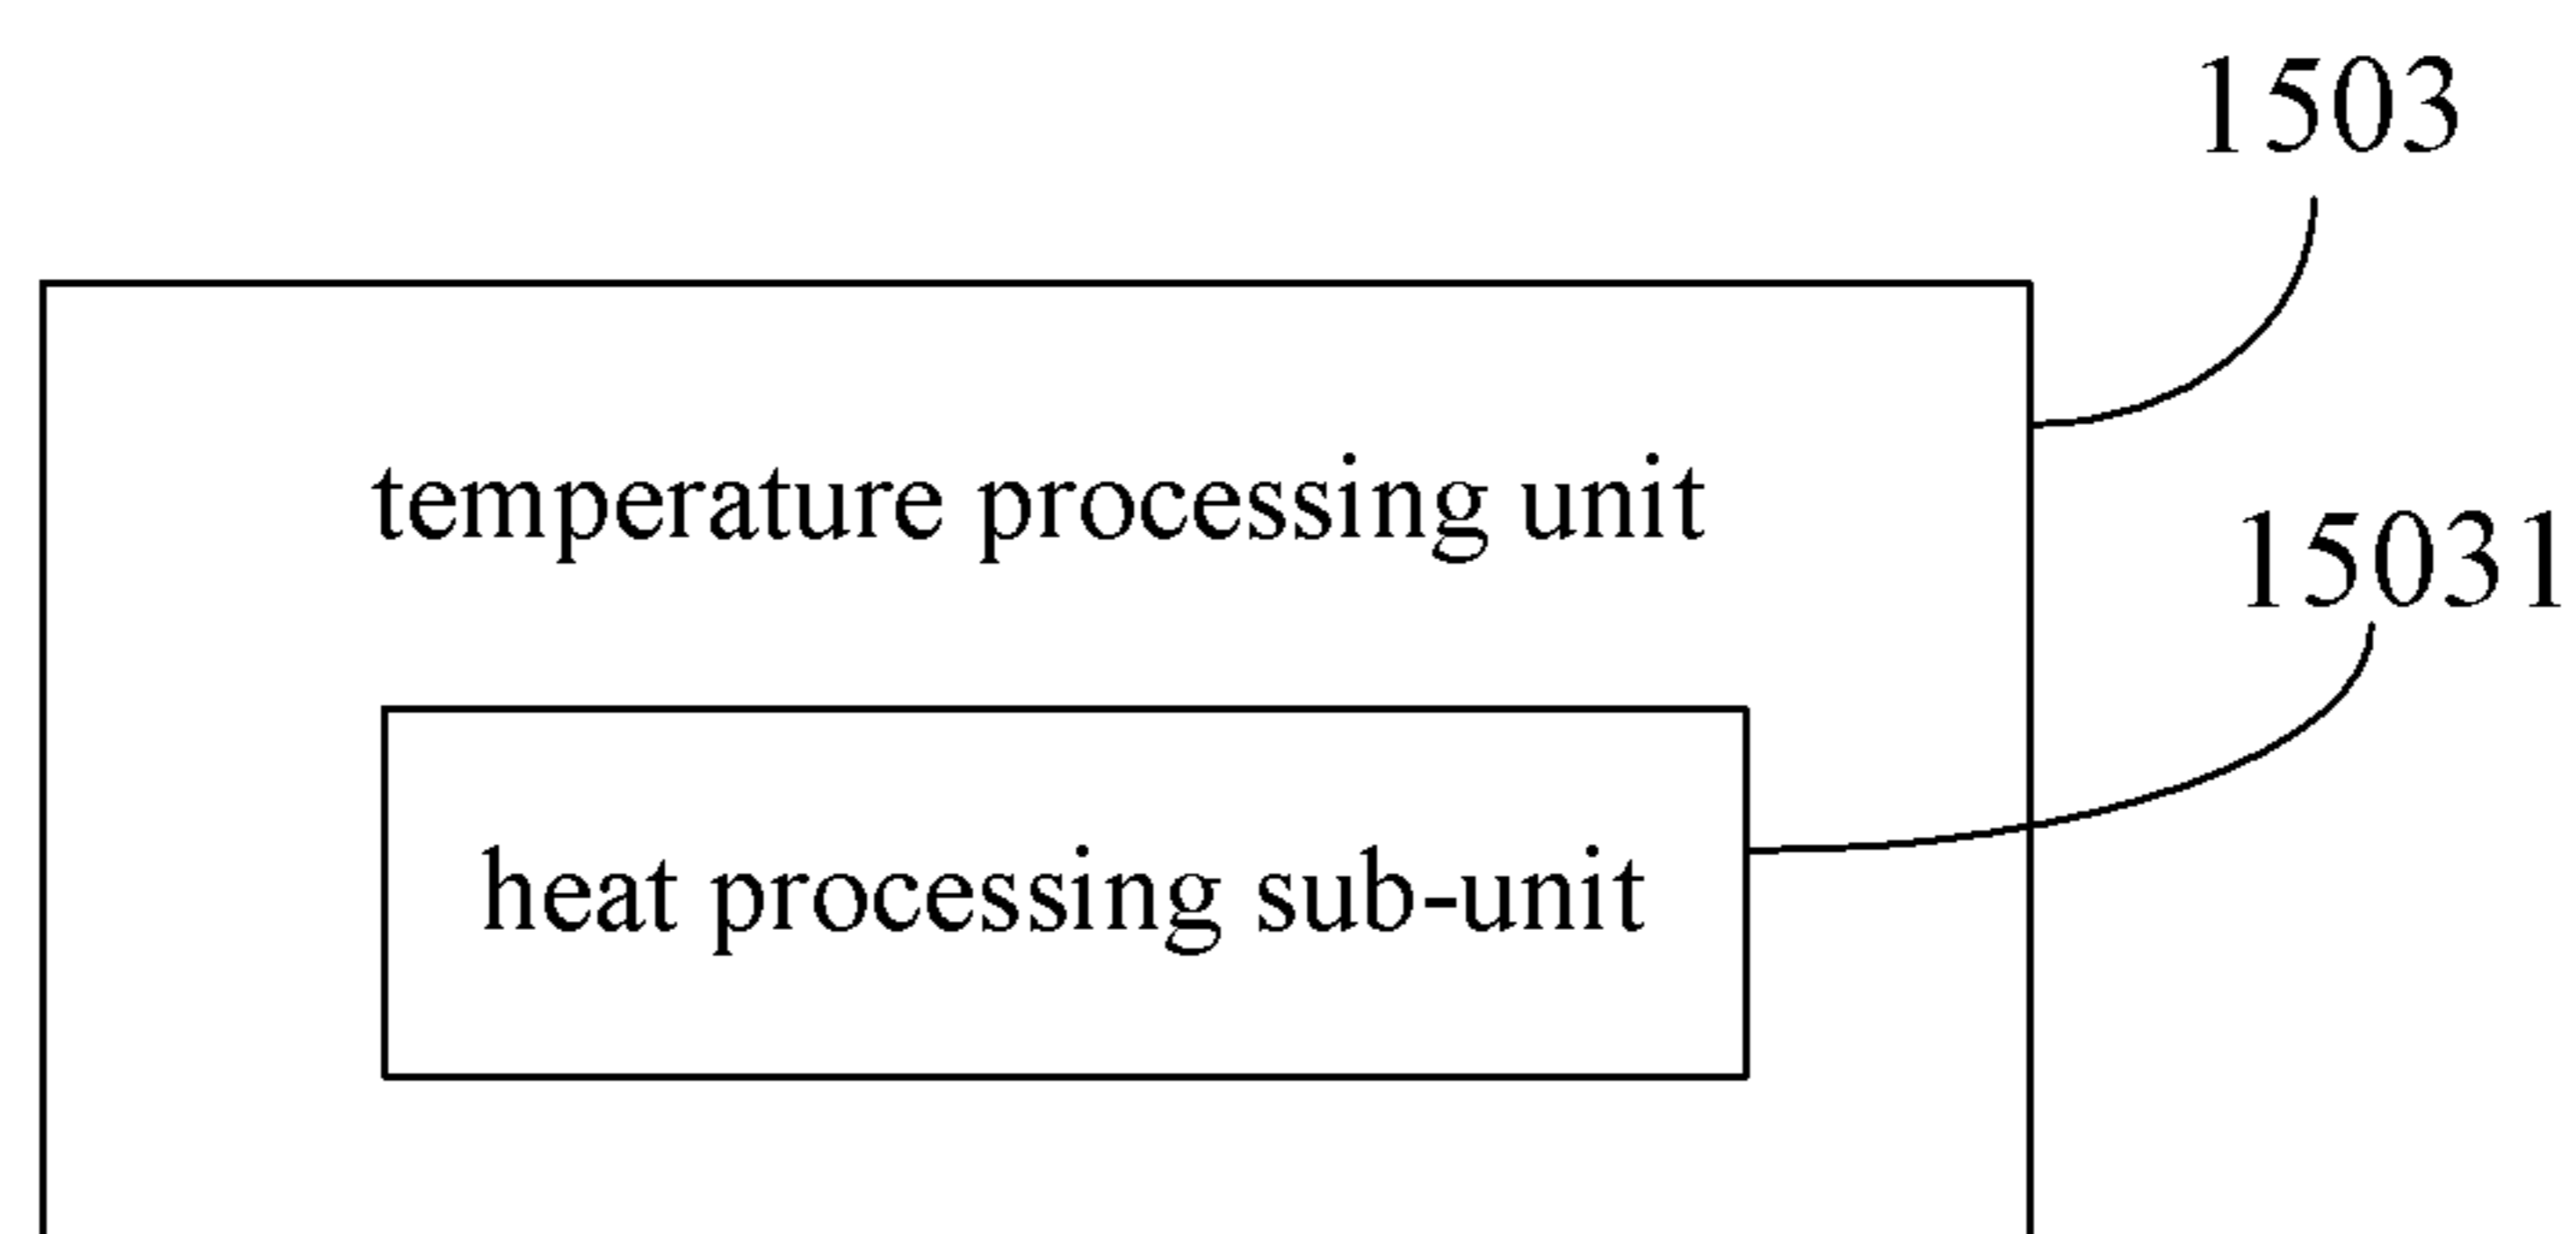 1503
temperature processing unit
15031
heat processing sub-unit